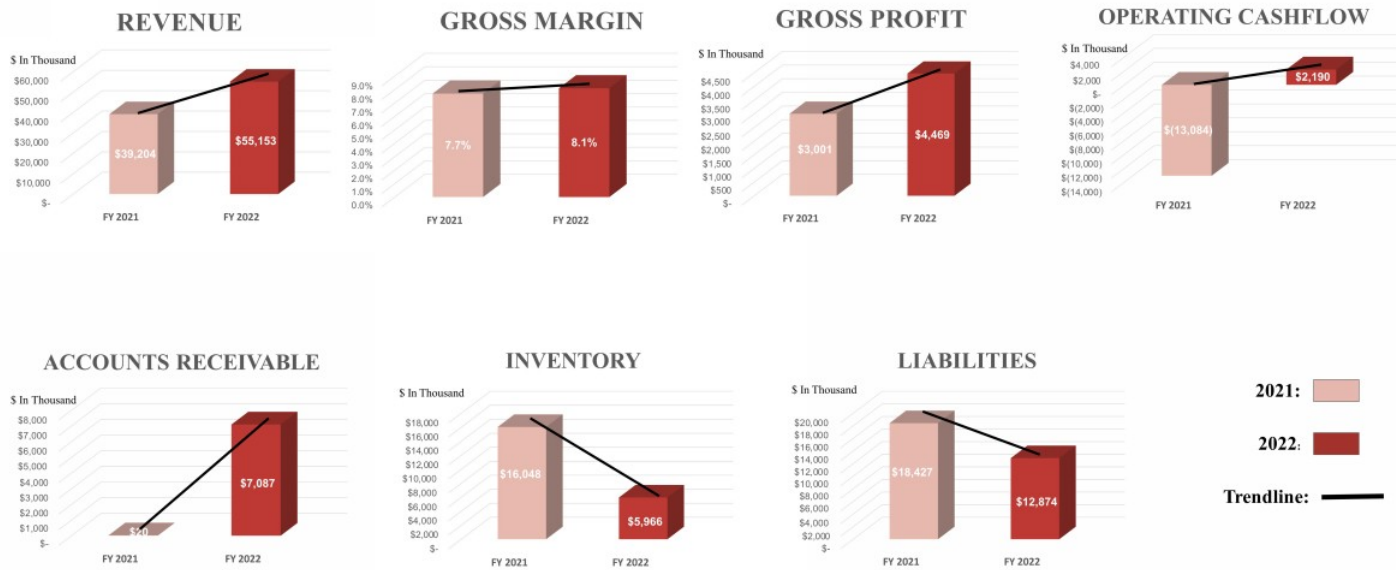 REVENUE
$ In Thousand
$60,000
$50,000
$40,000
$30,000
$20,000
$10,000
$-
$39,204
$55,153
FY 2021
FY 2022
GROSS MARGIN
9.0%
8.0%
7.0%
6.0%
5.0%
4.0%
3.0%
2.0%
1.0%
0.0%
7.7%
8.1%
FY 2021
FY 2022
GROSS PROFIT
$ In Thousand
$4,500
$4,000
$3,500
$3,000
$2,500
$2,000
$1,500
$1,000
$500
$-
$3,001
$4,469
FY 2021
FY 2022
OPERATING CASHFLOW
$ In Thousand
$4,000
$2,000
$-
$(2,000)
$(4,000)
$(6,000)
$(8,000)
$(10,000)
$(12,000)
$(14,000)
$(13,084)
$2,190
FY 2021
FY 2022
ACCOUNTS RECEIVABLE
$ In Thousand
$8,000
$7,000
$6,000
$5,000
$4,000
$3,000
$2,000
$1,000
$-
$20
$7,087
FY 2021
FY 2022
INVENTORY
$ In Thousand
$18,000
$16,000
$14,000
$12,000
$10,000
$8,000
$6,000
$4,000
$2,000
$-
$16,048
$5,966
FY 2021
FY 2022
LIABILITIES
$ In Thousand
$20,000
$18,000
$16,000
$14,000
$12,000
$10,000
$8,000
$6,000
$4,000
$2,000
$-
$18,427
$12,874
FY 2021
FY 2022
2021:
2022:
Trendline: